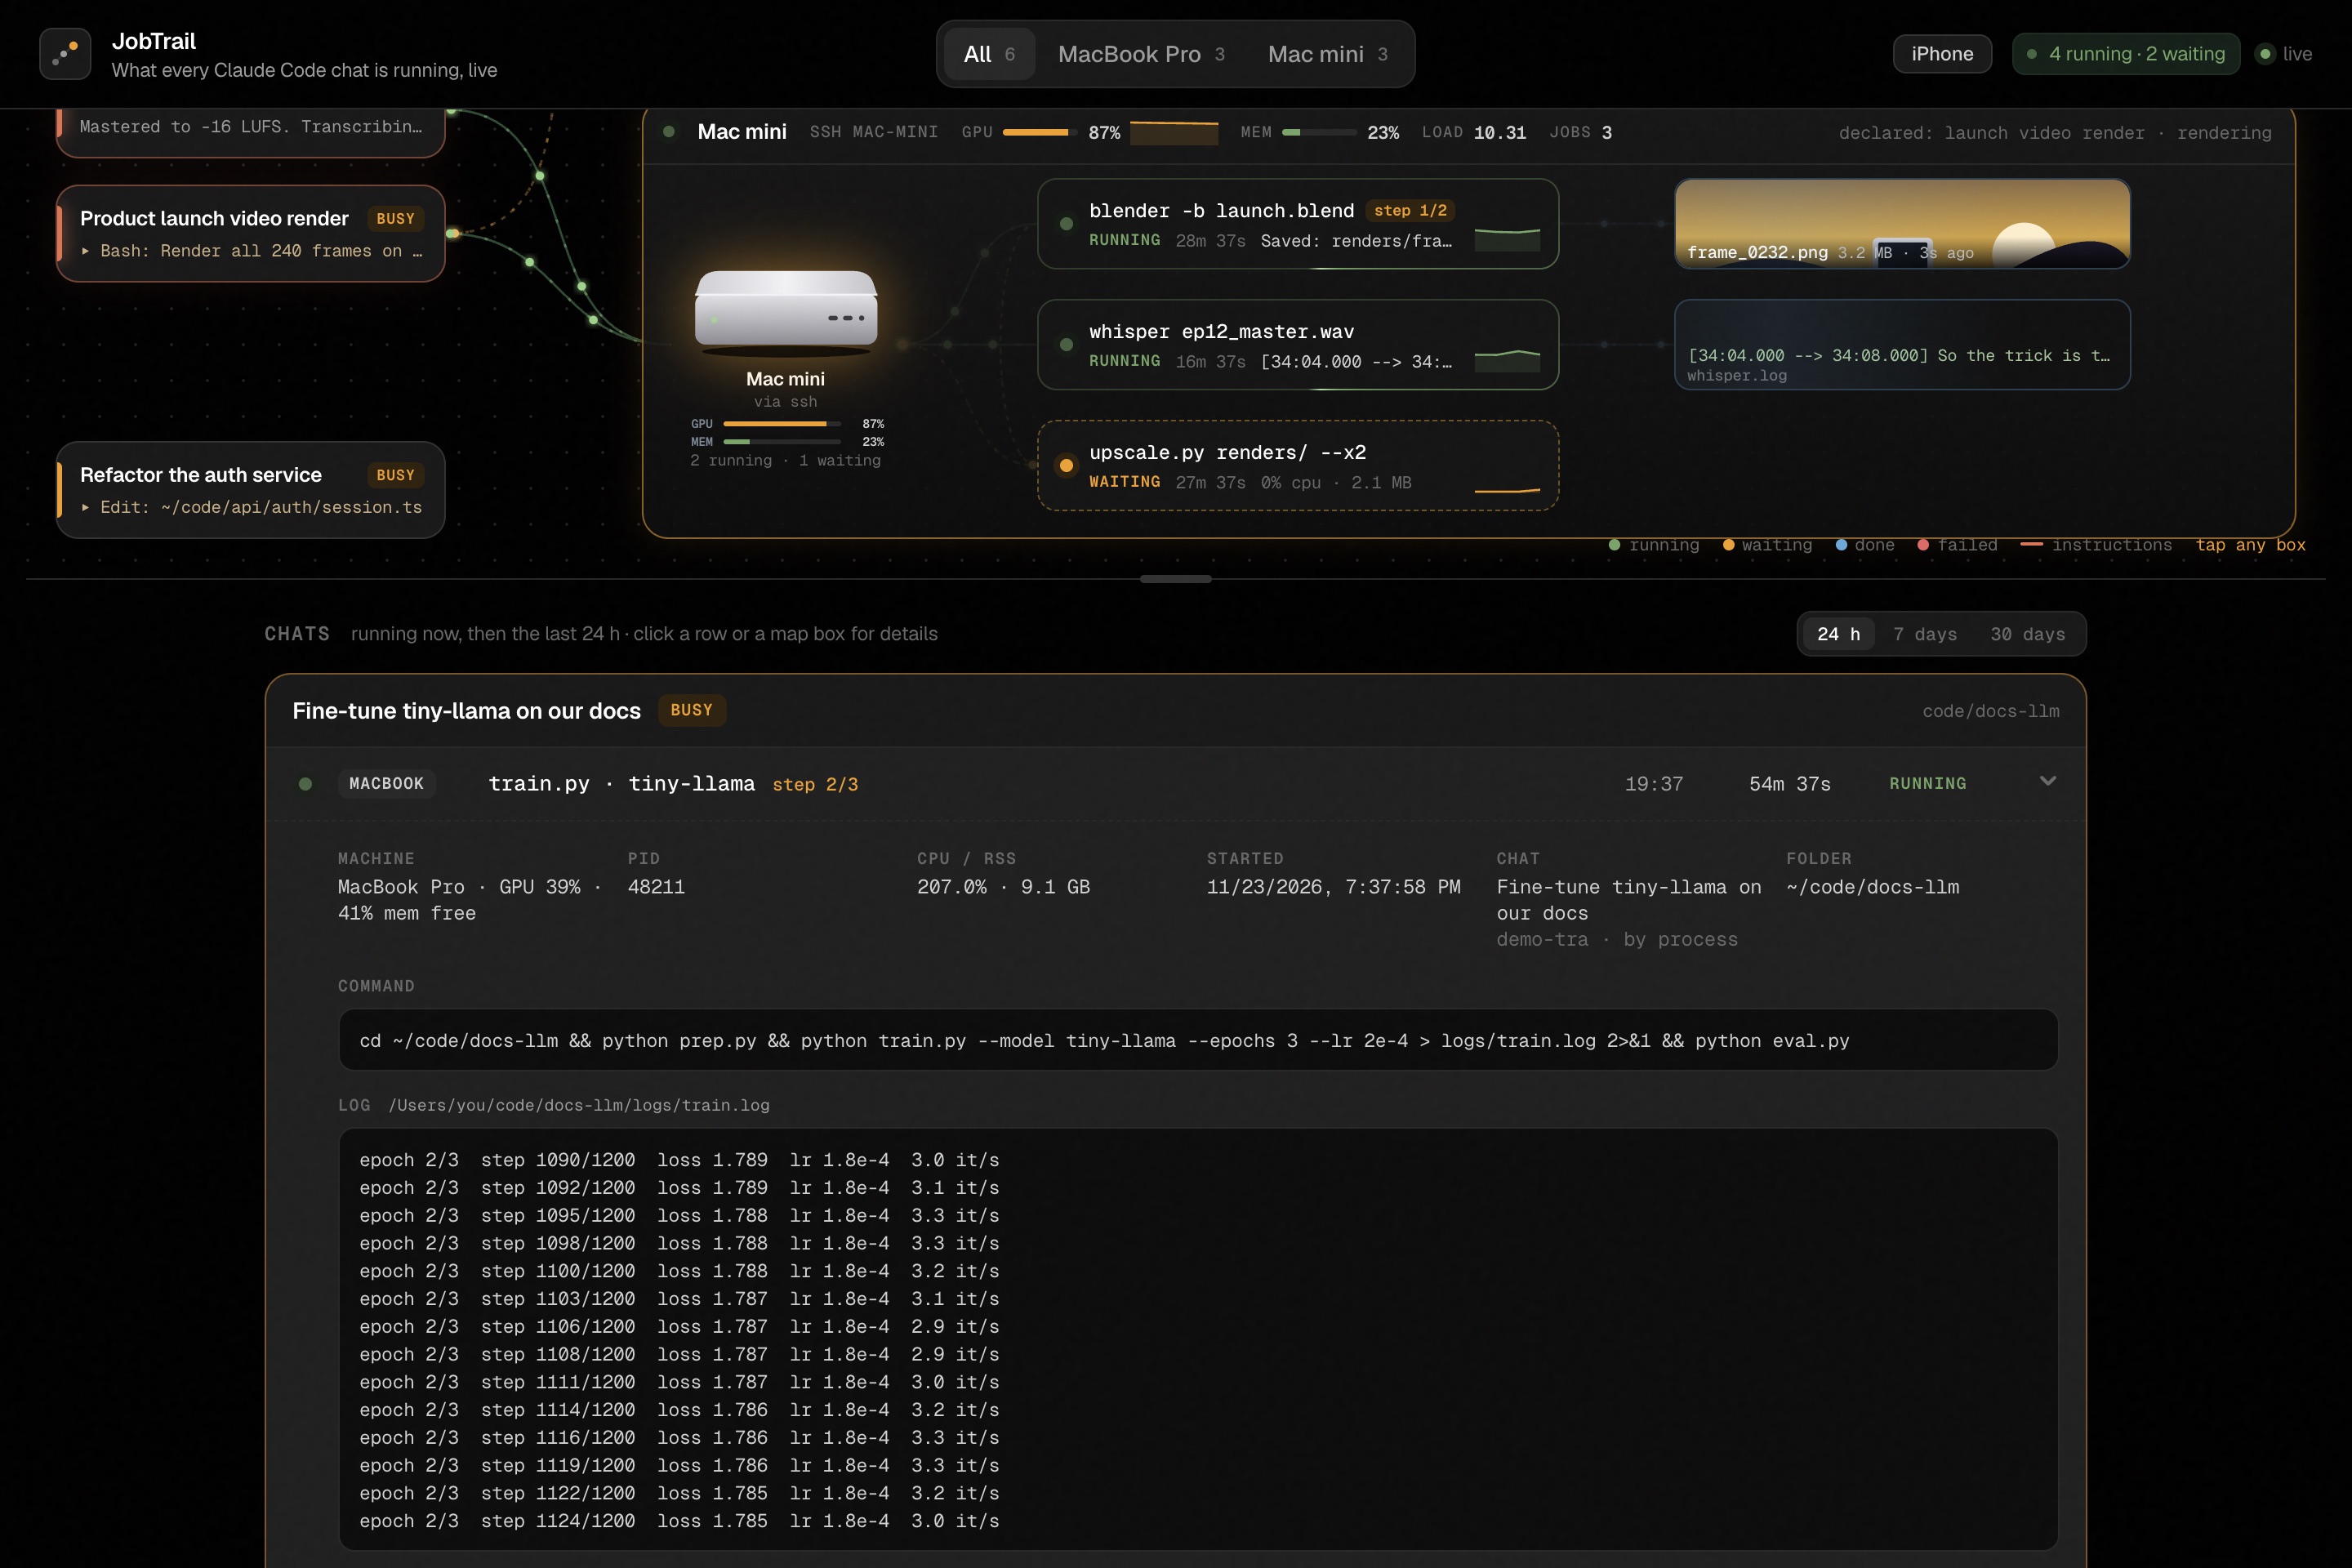 JobTrail
What every Claude Code chat is running, live
All 6
MacBook Pro 3
Mac mini 3
iPhone
4 running · 2 waiting
live
Mastered to -16 LUFS. Transcribin…
Product launch video render BUSY
▸ Bash: Render all 240 frames on …
Refactor the auth service BUSY
▸ Edit: ~/code/api/auth/session.ts
Mac mini SSH MAC-MINI GPU 87% MEM 23% LOAD 10.31 JOBS 3 declared: launch video render · rendering
Mac mini
via ssh
GPU 87%
MEM 23%
2 running · 1 waiting
blender -b launch.blend step 1/2
RUNNING 28m 37s Saved: renders/fra…
whisper ep12_master.wav
RUNNING 16m 37s [34:04.000 --> 34:…
upscale.py renders/ --x2
WAITING 27m 37s 0% cpu · 2.1 MB
frame_0232.png 3.2 MB · 3s ago
[34:04.000 --> 34:08.000] So the trick is t…
whisper.log
running waiting done failed instructions tap any box
CHATS running now, then the last 24 h · click a row or a map box for details
24 h 7 days 30 days
Fine-tune tiny-llama on our docs BUSY code/docs-llm
MACBOOK train.py · tiny-llama step 2/3 19:37 54m 37s RUNNING
MACHINE PID CPU / RSS STARTED CHAT FOLDER
MacBook Pro · GPU 39% · 48211 207.0% · 9.1 GB 11/23/2026, 7:37:58 PM Fine-tune tiny-llama on ~/code/docs-llm
41% mem free our docs
demo-tra · by process
COMMAND
cd ~/code/docs-llm && python prep.py && python train.py --model tiny-llama --epochs 3 --lr 2e-4 > logs/train.log 2>&1 && python eval.py
LOG /Users/you/code/docs-llm/logs/train.log
epoch 2/3 step 1090/1200 loss 1.789 lr 1.8e-4 3.0 it/s
epoch 2/3 step 1092/1200 loss 1.789 lr 1.8e-4 3.1 it/s
epoch 2/3 step 1095/1200 loss 1.788 lr 1.8e-4 3.3 it/s
epoch 2/3 step 1098/1200 loss 1.788 lr 1.8e-4 3.3 it/s
epoch 2/3 step 1100/1200 loss 1.788 lr 1.8e-4 3.2 it/s
epoch 2/3 step 1103/1200 loss 1.787 lr 1.8e-4 3.1 it/s
epoch 2/3 step 1106/1200 loss 1.787 lr 1.8e-4 2.9 it/s
epoch 2/3 step 1108/1200 loss 1.787 lr 1.8e-4 2.9 it/s
epoch 2/3 step 1111/1200 loss 1.787 lr 1.8e-4 3.0 it/s
epoch 2/3 step 1114/1200 loss 1.786 lr 1.8e-4 3.2 it/s
epoch 2/3 step 1116/1200 loss 1.786 lr 1.8e-4 3.3 it/s
epoch 2/3 step 1119/1200 loss 1.786 lr 1.8e-4 3.3 it/s
epoch 2/3 step 1122/1200 loss 1.785 lr 1.8e-4 3.2 it/s
epoch 2/3 step 1124/1200 loss 1.785 lr 1.8e-4 3.0 it/s